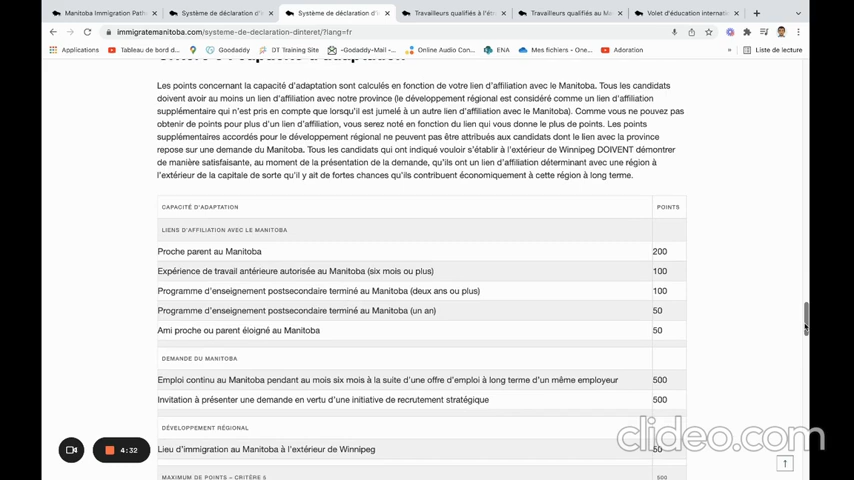 Manitoba Immigration Path
Système de déclaration d'i
Système de déclaration d'I
Travailleurs qualifiés à l'étr
Travailleurs qualifiés au Ma
Volet d'éducation internati
immigratemanitoba.com/systeme-de-declaration-dinteret/?lang=fr
Applications
Tableau de bord d...
Goodaddy
DT Training Site
-Godaddy-Mail-...
Online Audio Con...
ENA
Mes fichiers - One...
Adoration
Liste de lecture
Les points concernant la capacité d'adaptation sont calculés en fonction de votre lien d'affiliation avec le Manitoba. Tous les candidats
doivent avoir au moins un lien d'affiliation avec notre province (le développement régional est considéré comme un lien d'affiliation
supplémentaire qui n'est pris en compte que lorsqu'il est jumelé à un autre lien d'affiliation avec le Manitoba). Comme vous ne pouvez pas
obtenir de points pour plus d'un lien d'affiliation, vous serez noté en fonction du lien qui vous donne le plus de points. Les points
supplémentaires accordés pour le développement régional ne peuvent pas être attribués aux candidats dont le lien avec la province
repose sur une demande du Manitoba. Tous les candidats qui ont indiqué vouloir s'établir à l'extérieur de Winnipeg DOIVENT démontrer
de manière satisfaisante, au moment de la présentation de la demande, qu'ils ont un lien d'affiliation déterminant avec une région à
l'extérieur de la capitale de sorte qu'il y ait de fortes chances qu'ils contribuent économiquement à cette région à long terme.
CAPACITÉ D'ADAPTATION POINTS
LIENS D'AFFILIATION AVEC LE MANITOBA
Proche parent au Manitoba 200
Expérience de travail antérieure autorisée au Manitoba (six mois ou plus) 100
Programme d'enseignement postsecondaire terminé au Manitoba (deux ans ou plus) 100
Programme d'enseignement postsecondaire terminé au Manitoba (un an) 50
Ami proche ou parent éloigné au Manitoba 50
DEMANDE DU MANITOBA
Emploi continu au Manitoba pendant au mois six mois à la suite d'une offre d'emploi à long terme d'un même employeur 500
Invitation à présenter une demande en vertu d'une initiative de recrutement stratégique 500
DÉVELOPPEMENT RÉGIONAL
Lieu d'immigration au Manitoba à l'extérieur de Winnipeg 50
MAXIMUM DE POINTS – CRITÈRE 5 500
4:32
clideo.com